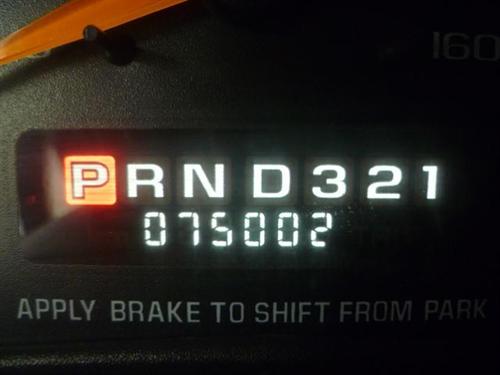 160
PRND321
075002
APPLY BRAKE TO SHIFT FROM PARK